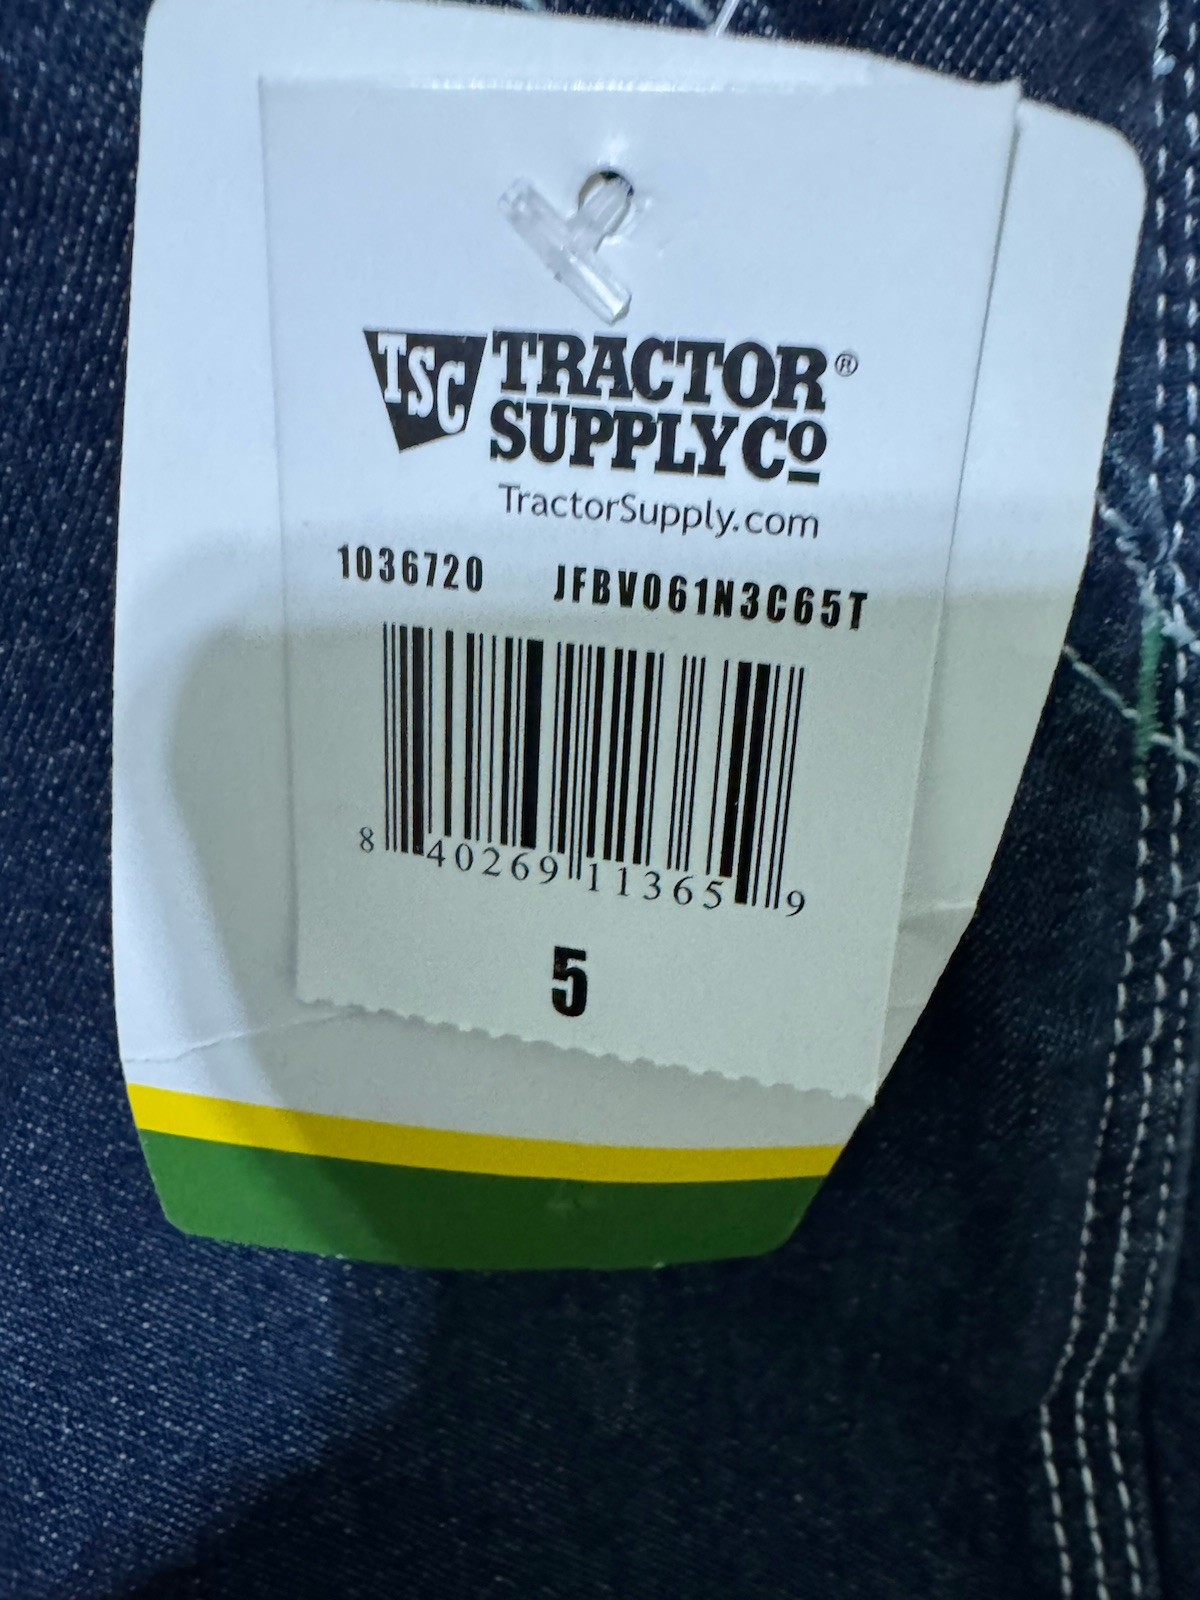 TSC TRACTOR®
SUPPLY Cº
TractorSupply.com
1036720 JFBV061N3C65T
8 40269 11365 9
5